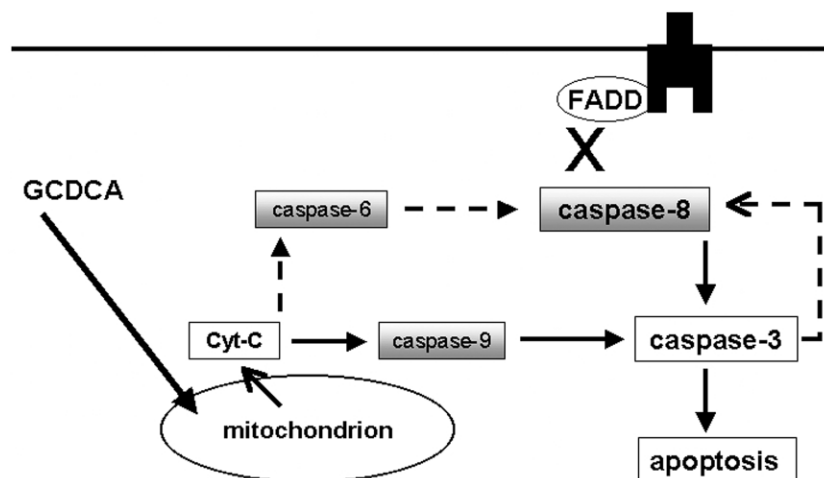 FADD
X
GCDCA
caspase-6
caspase-8
Cyt-C
caspase-9
caspase-3
mitochondrion
apoptosis